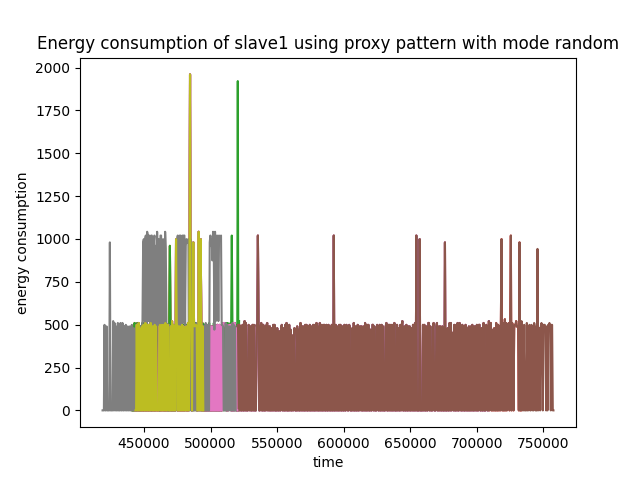 Energy consumption of slave1 using proxy pattern with mode random
2000
1750
1500
1250
1000
750
500
250
0
energy consumption
450000 500000 550000 600000 650000 700000 750000
time